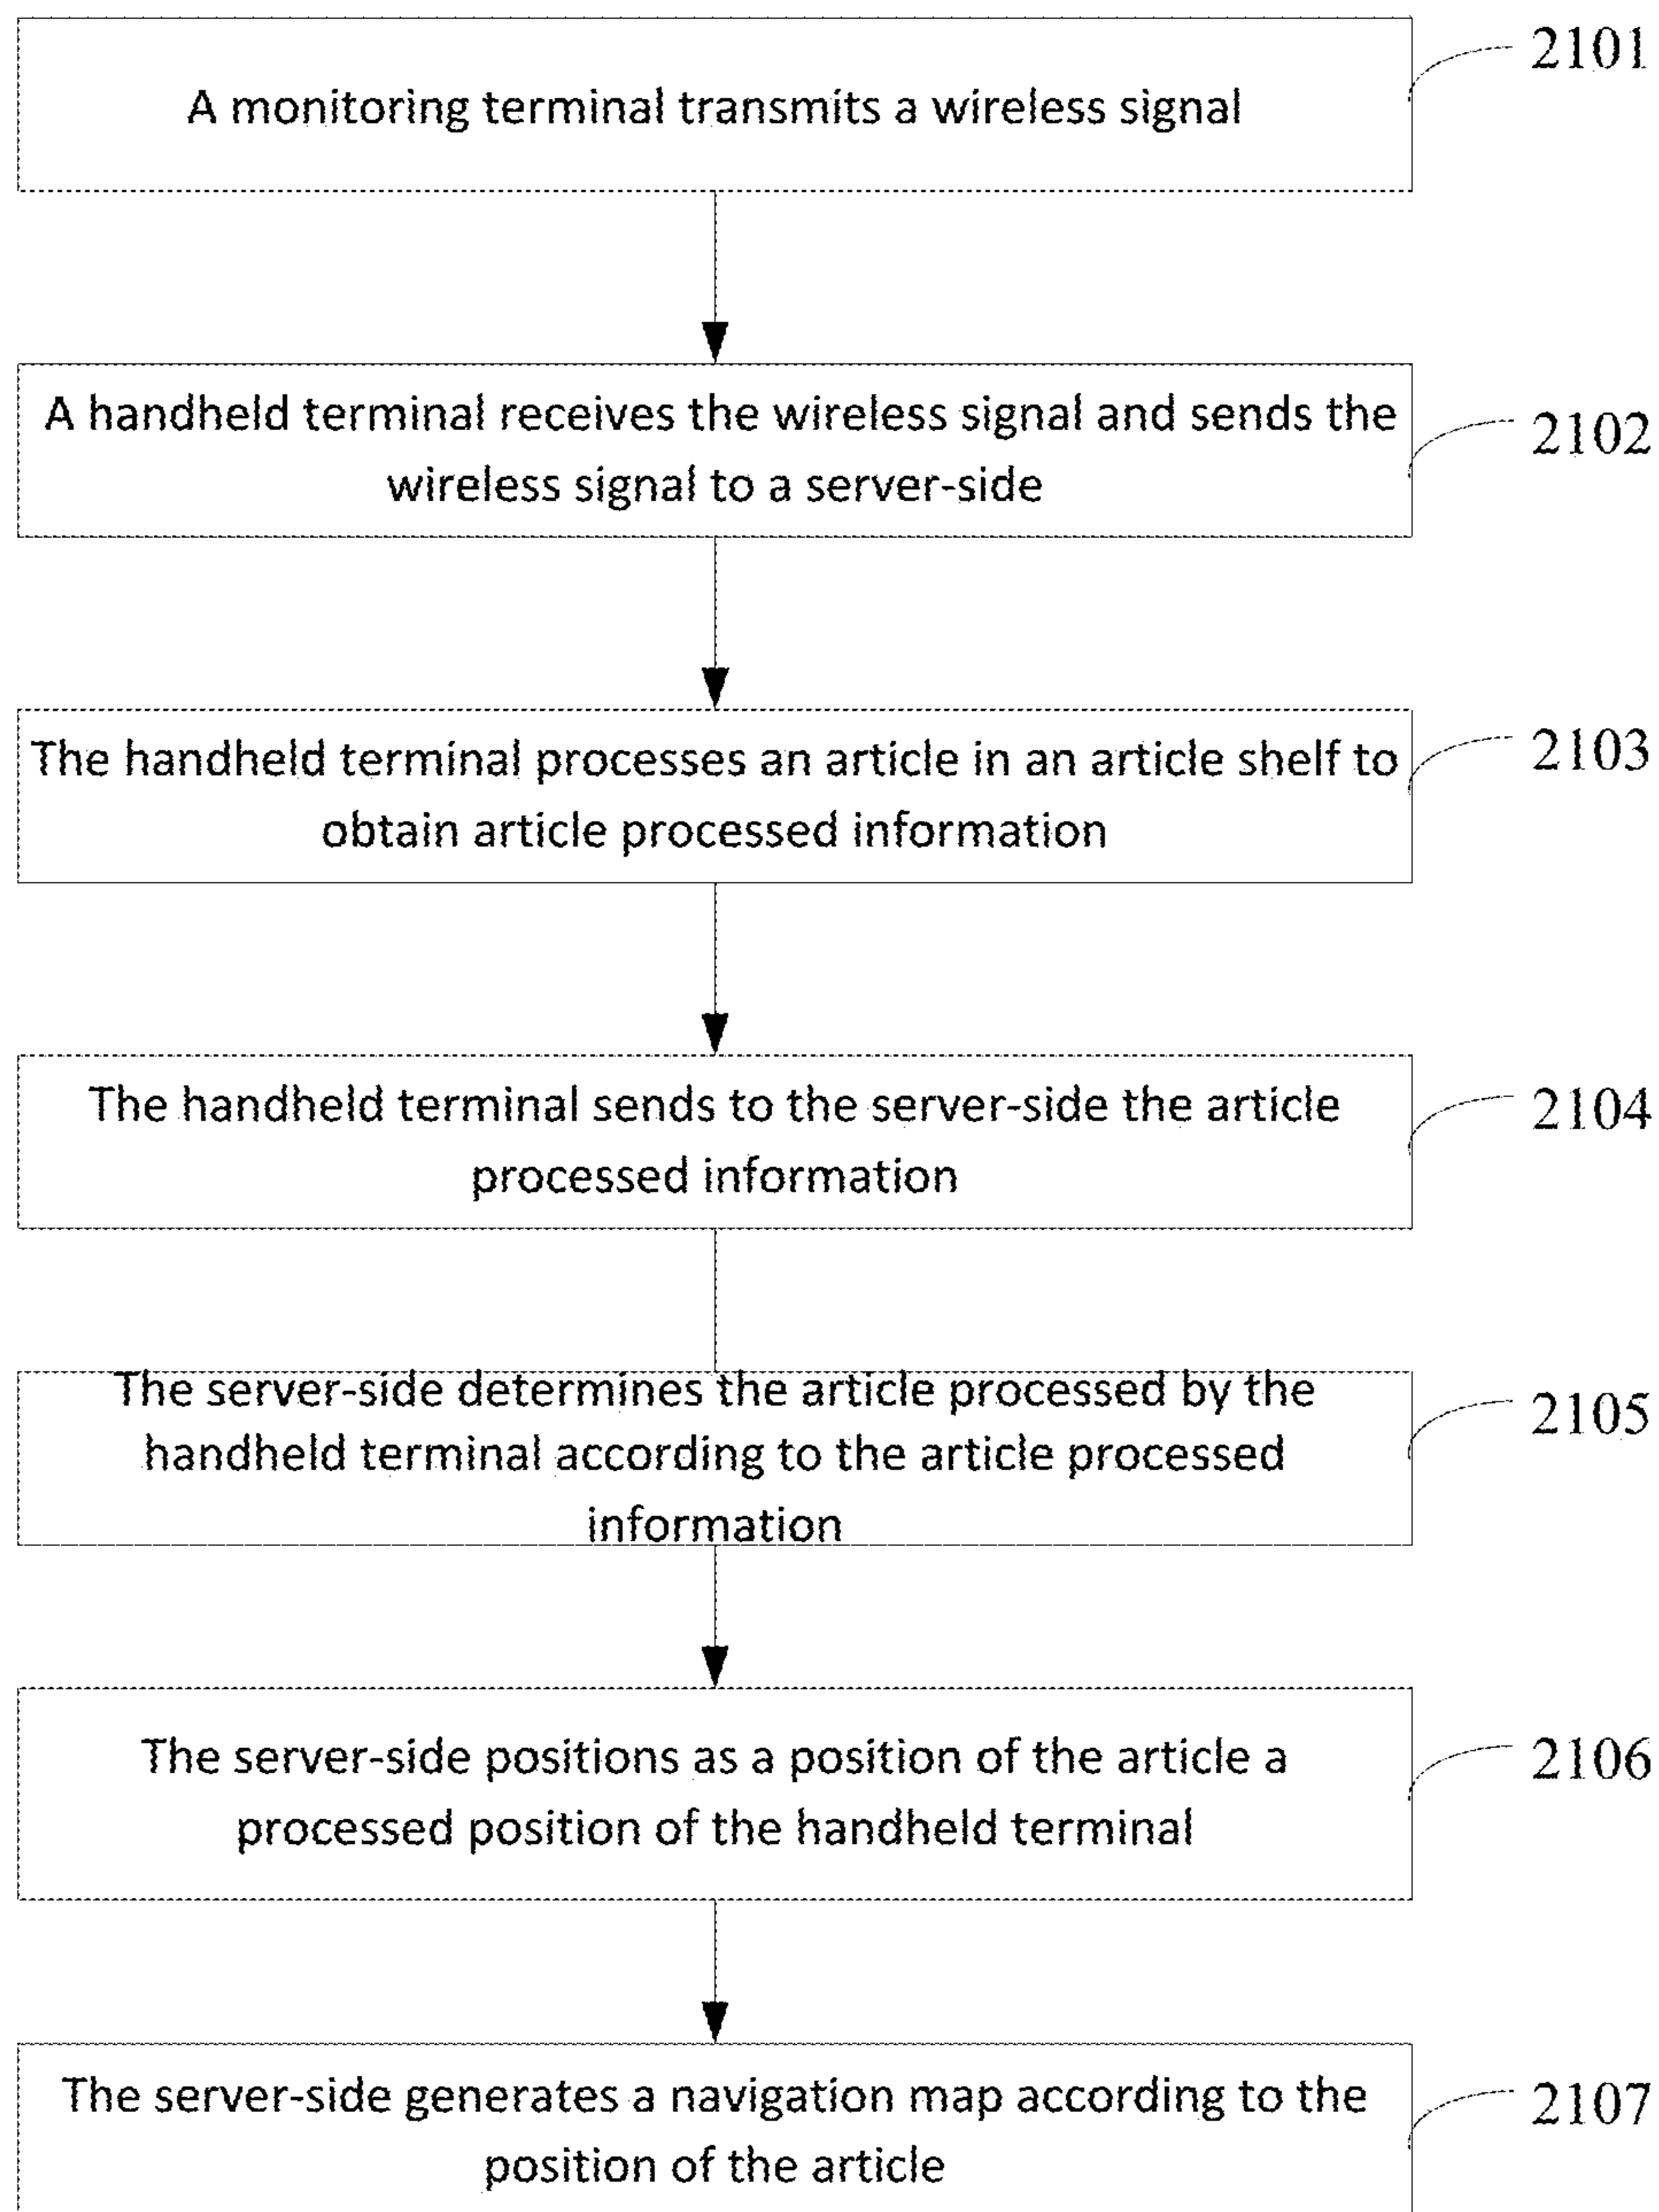 2101
A monitoring terminal transmits a wireless signal
A handheld terminal receives the wireless signal and sends the
wireless signal to a server-side
2102
The handheld terminal processes an article in an article shelf to
obtain article processed information
2103
The handheld terminal sends to the server-side the article
processed information
2104
The server-side determines the article processed by the
handheld terminal according to the article processed
information
2105
The server-side positions as a position of the article a
processed position of the handheld terminal
2106
The server-side generates a navigation map according to the
position of the article
2107